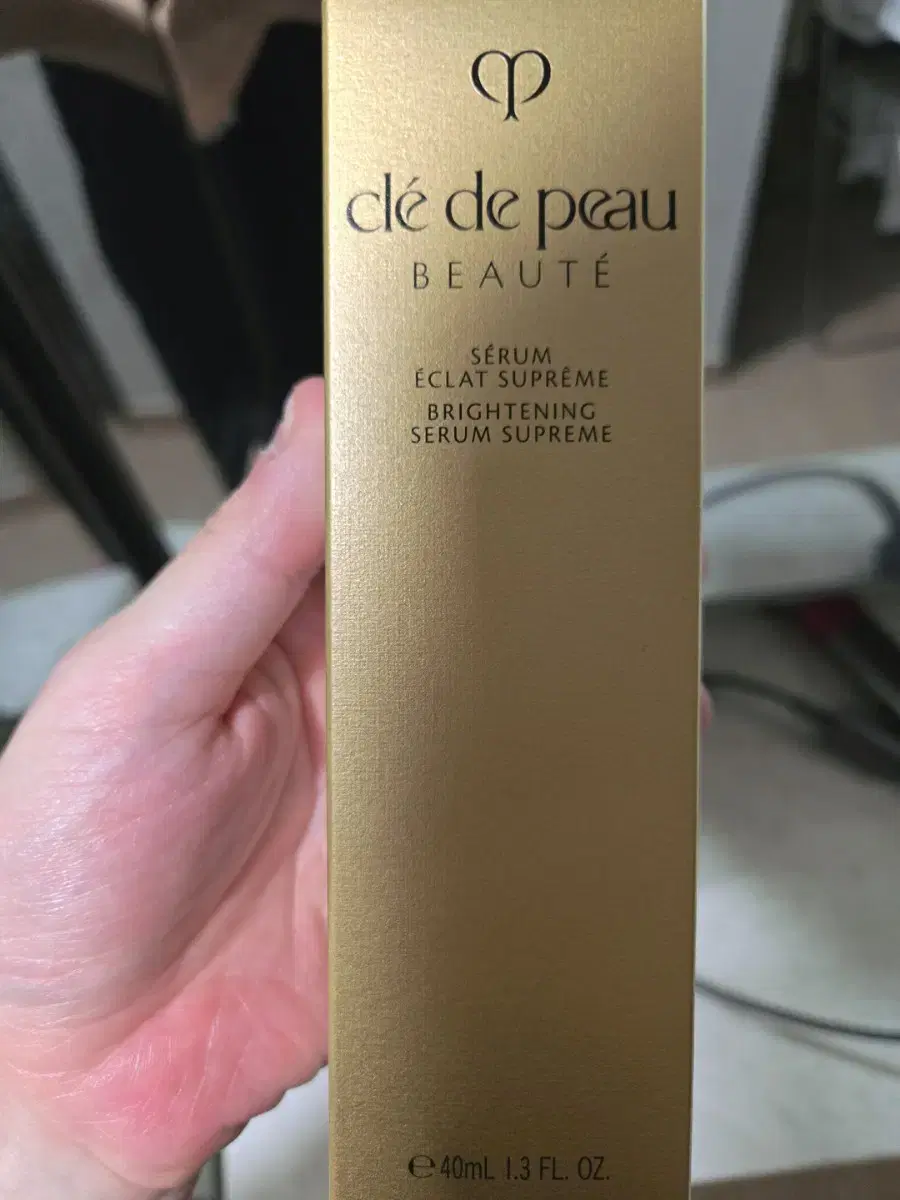 clé de peau
BEAUTÉ
SÉRUM
ÉCLAT SUPRÊME
BRIGHTENING
SERUM SUPREME
℮ 40mL 1.3 FL. OZ.